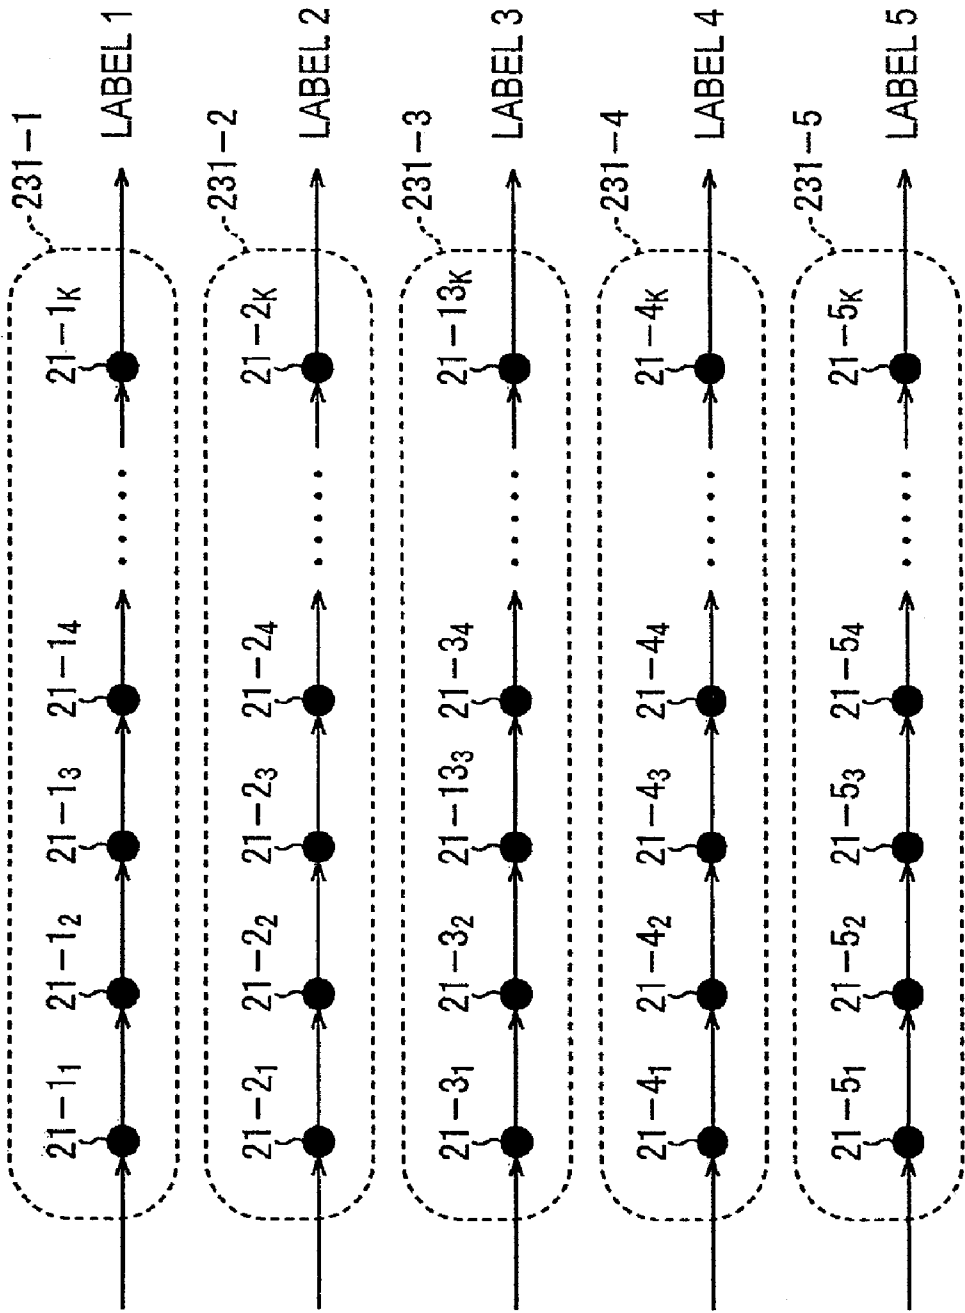 231-1
21-1₁ 21-1₂ 21-1₃ 21-1₄ 21-1K LABEL 1
231-2
21-2₁ 21-2₂ 21-2₃ 21-2₄ 21-2K LABEL 2
231-3
21-3₁ 21-3₂ 21-13₃ 21-3₄ 21-13K LABEL 3
231-4
21-4₁ 21-4₂ 21-4₃ 21-4₄ 21-4K LABEL 4
231-5
21-5₁ 21-5₂ 21-5₃ 21-5₄ 21-5K LABEL 5